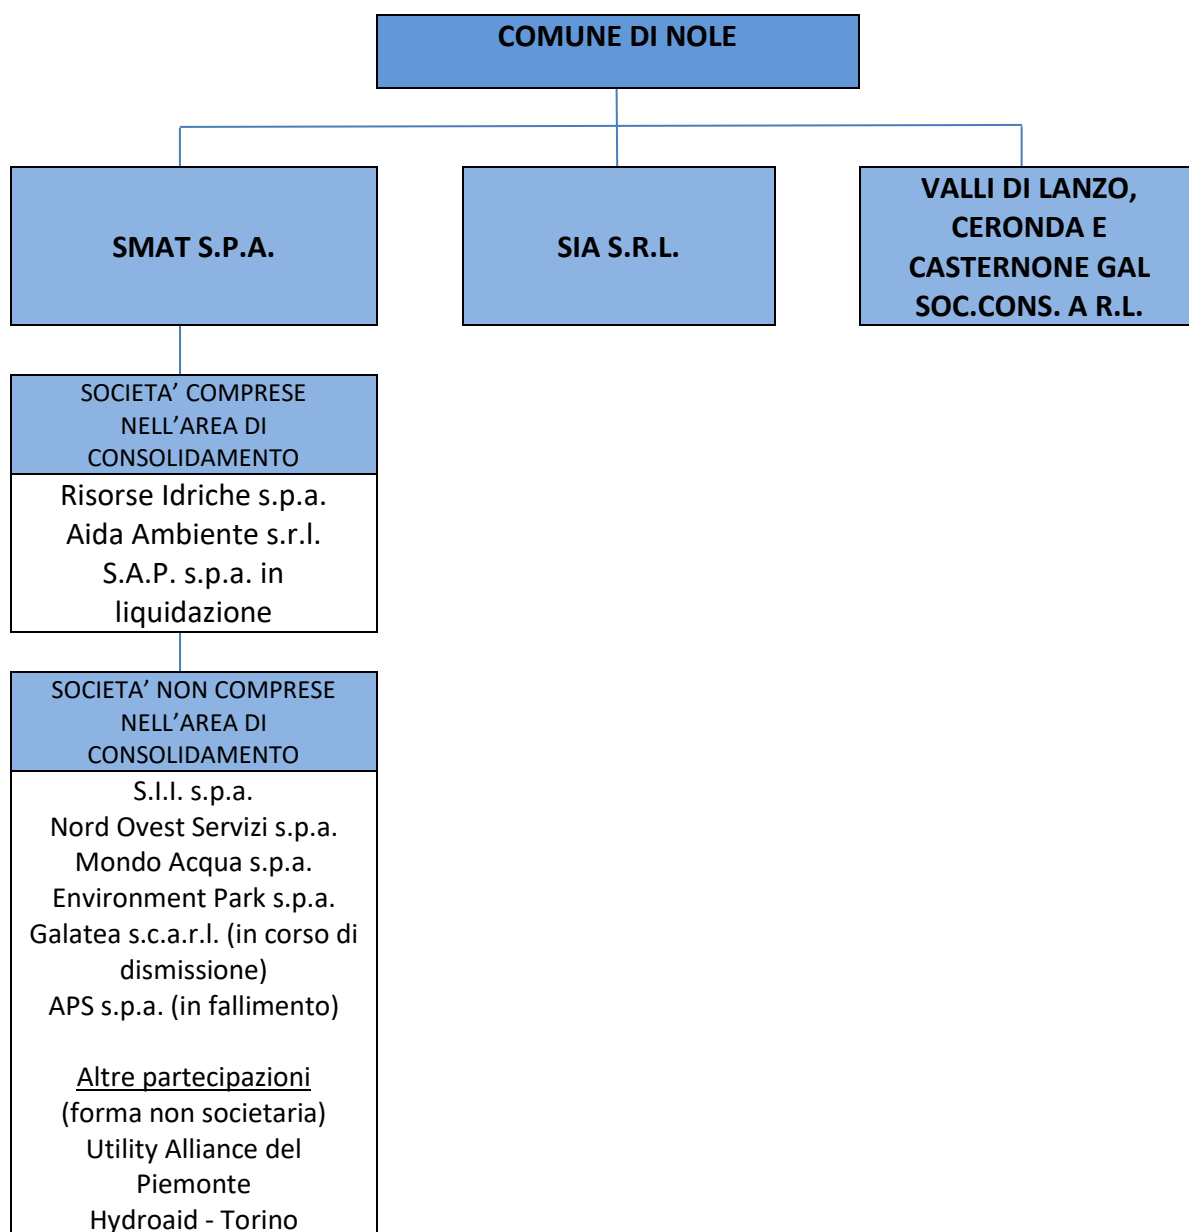 COMUNE DI NOLE
SMAT S.P.A.
SIA S.R.L.
VALLI DI LANZO,
CERONDA E
CASTERNONE GAL
SOC.CONS. A R.L.
SOCIETA’ COMPRESE
NELL’AREA DI
CONSOLIDAMENTO
Risorse Idriche s.p.a.
Aida Ambiente s.r.l.
S.A.P. s.p.a. in
liquidazione
SOCIETA’ NON COMPRESE
NELL’AREA DI
CONSOLIDAMENTO
S.I.I. s.p.a.
Nord Ovest Servizi s.p.a.
Mondo Acqua s.p.a.
Environment Park s.p.a.
Galatea s.c.a.r.l. (in corso di
dismissione)
APS s.p.a. (in fallimento)
Altre partecipazioni
(forma non societaria)
Utility Alliance del
Piemonte
Hydroaid - Torino